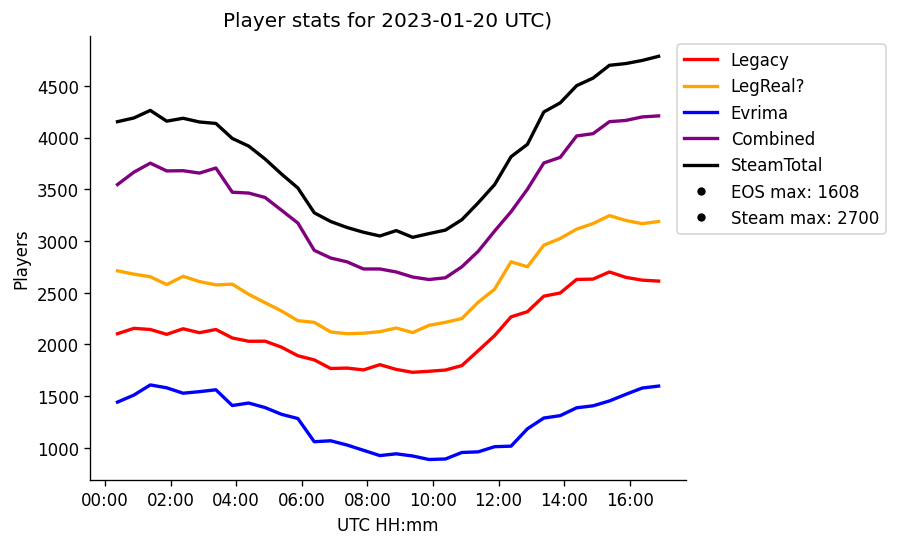 Player stats for 2023-01-20 UTC)
Players
4500
4000
3500
3000
2500
2000
1500
1000
00:00 02:00 04:00 06:00 08:00 10:00 12:00 14:00 16:00
UTC HH:mm
Legacy
LegReal?
Evrima
Combined
SteamTotal
EOS max: 1608
Steam max: 2700